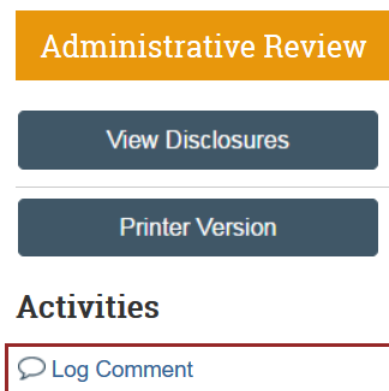 Administrative Review
View Disclosures
Printer Version
Activities
Log Comment